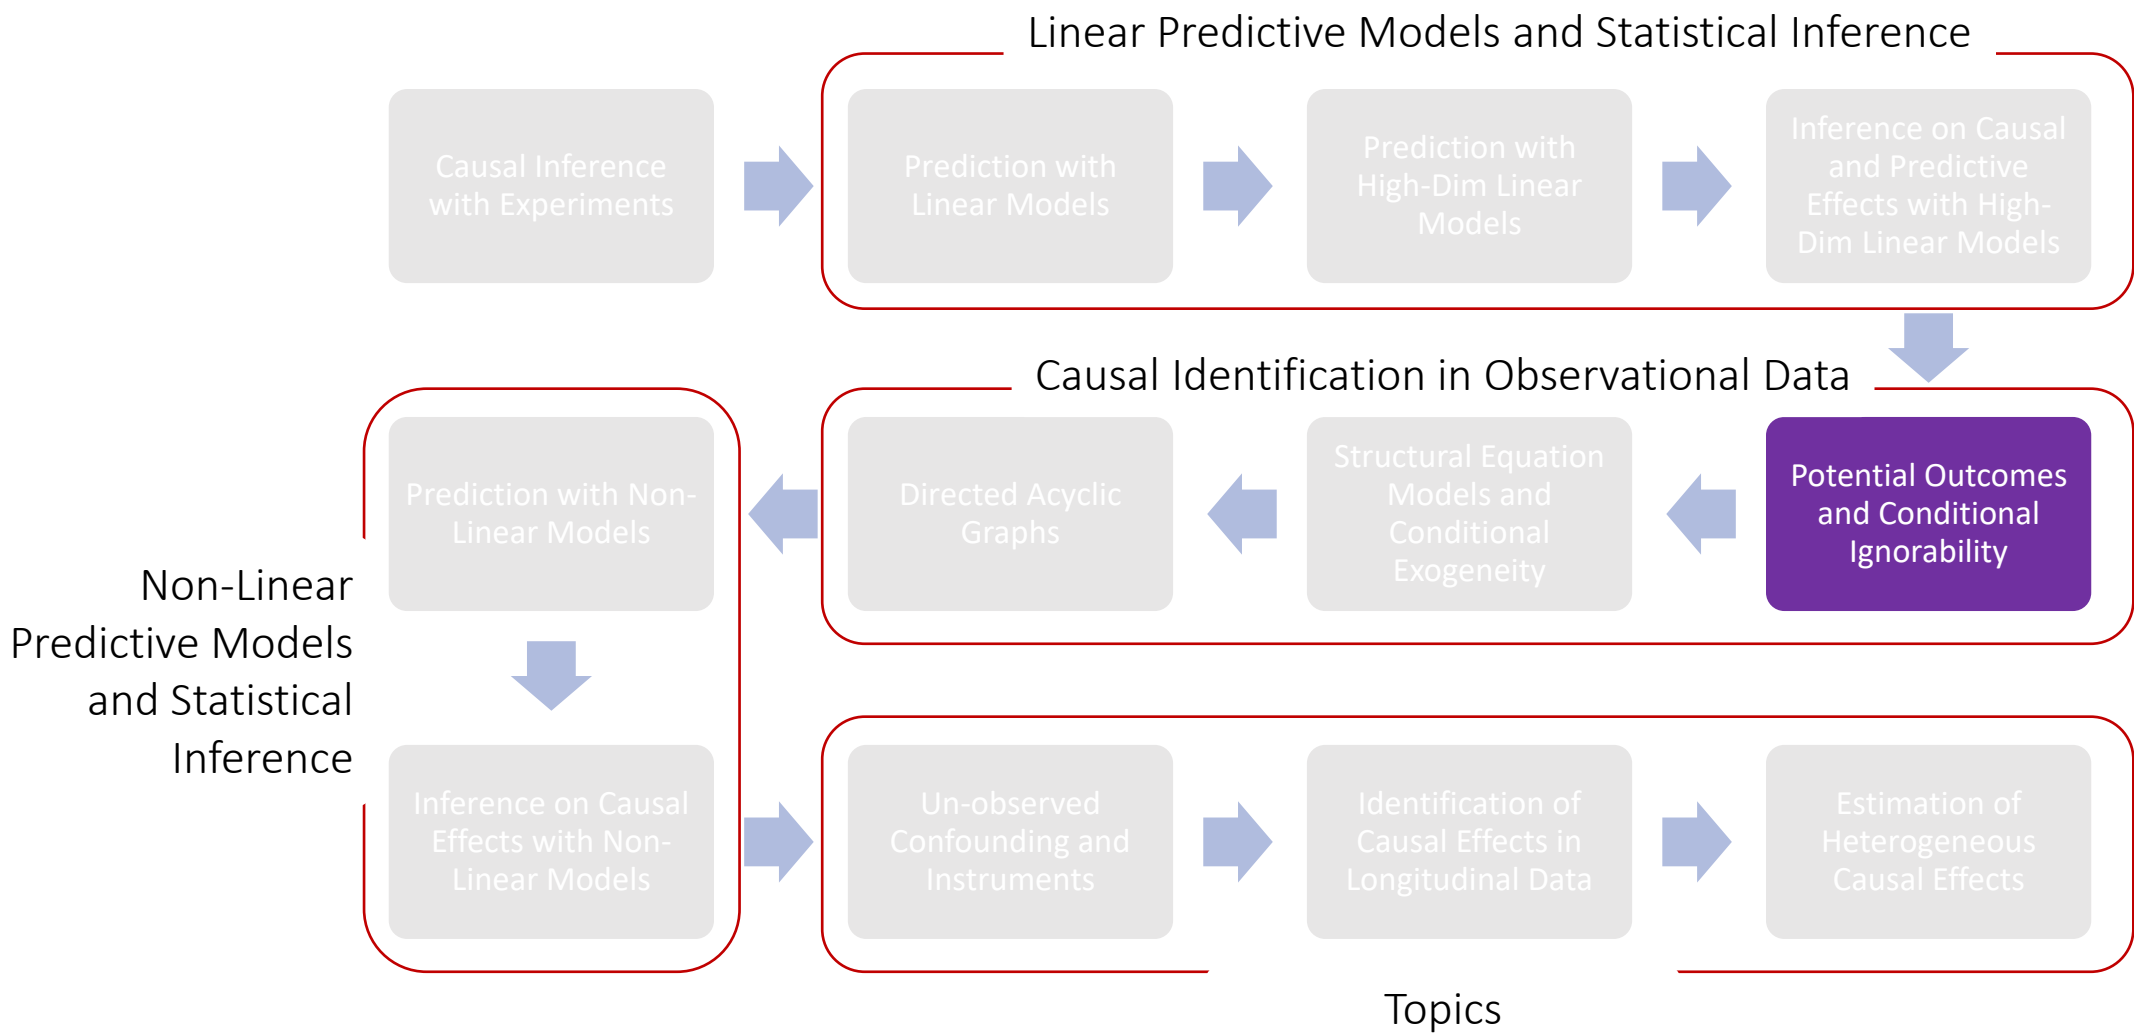 Linear Predictive Models and Statistical Inference
Causal Inference
with Experiments
Prediction with
Linear Models
Prediction with
High-Dim Linear
Models
Inference on Causal
and Predictive
Effects with High-
Dim Linear Models
Causal Identification in Observational Data
Potential Outcomes
and Conditional
Ignorability
Structural Equation
Models and
Conditional
Exogeneity
Directed Acyclic
Graphs
Prediction with Non-
Linear Models
Non-Linear
Predictive Models
and Statistical
Inference
Inference on Causal
Effects with Non-
Linear Models
Un-observed
Confounding and
Instruments
Identification of
Causal Effects in
Longitudinal Data
Estimation of
Heterogeneous
Causal Effects
Topics